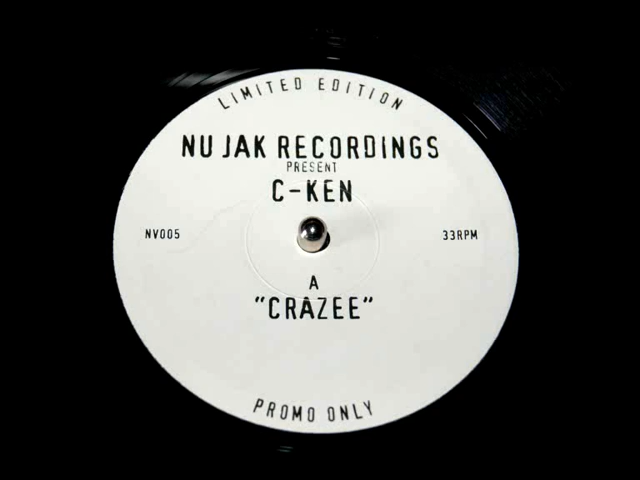 LIMITED EDITION
NU JAK RECORDINGS
PRESENT
C-KEN
NV005
33RPM
A
"CRAZEE"
PROMO ONLY